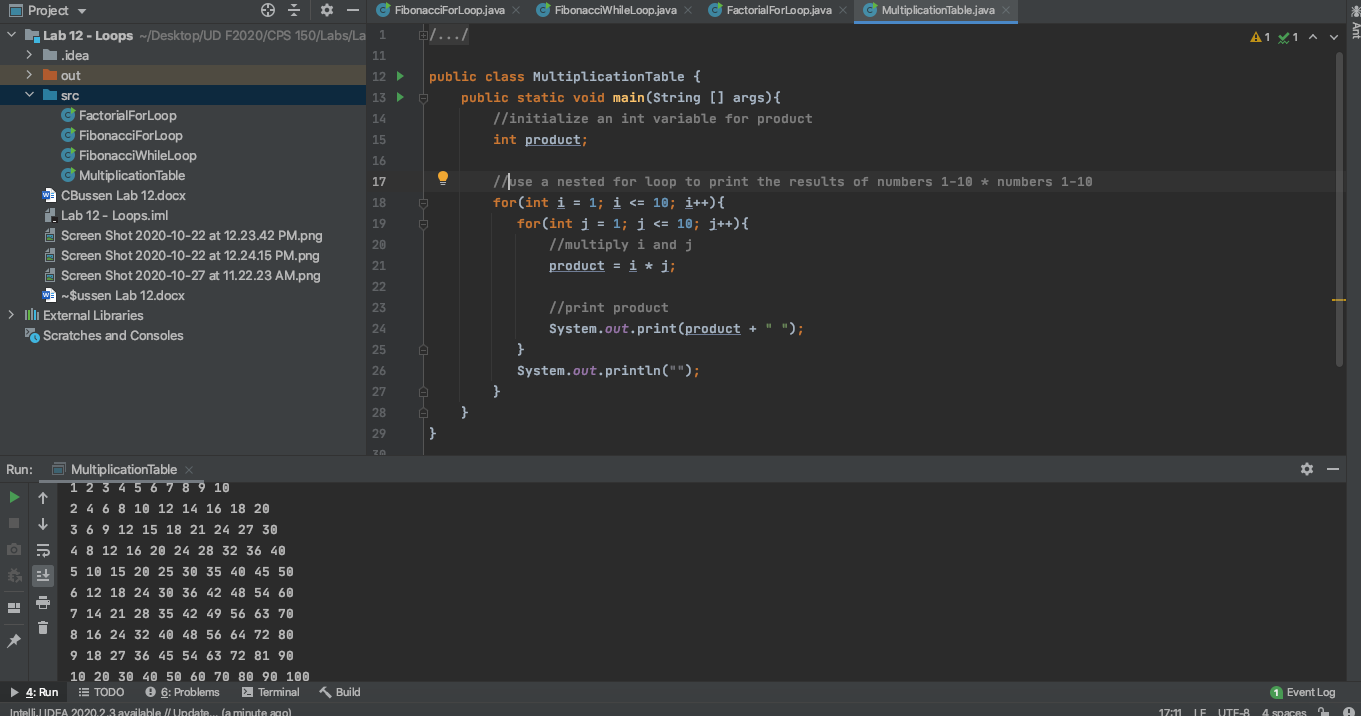 Project
FibonacciForLoop.java
FibonacciWhileLoop.java
FactorialForLoop.java
MultiplicationTable.java
Lab 12 - Loops ~/Desktop/UD F2020/CPS 150/Labs/La
.idea
out
src
FactorialForLoop
FibonacciForLoop
FibonacciWhileLoop
MultiplicationTable
CBussen Lab 12.docx
Lab 12 - Loops.iml
Screen Shot 2020-10-22 at 12.23.42 PM.png
Screen Shot 2020-10-22 at 12.24.15 PM.png
Screen Shot 2020-10-27 at 11.22.23 AM.png
~$ussen Lab 12.docx
External Libraries
Scratches and Consoles
1 /.../
11
12 public class MultiplicationTable {
13 public static void main(String [] args){
14 //initialize an int variable for product
15 int product;
16
17 //use a nested for loop to print the results of numbers 1-10 * numbers 1-10
18 for(int i = 1; i <= 10; i++){
19 for(int j = 1; j <= 10; j++){
20 //multiply i and j
21 product = i * j;
22
23 //print product
24 System.out.print(product + " ");
25 }
26 System.out.println("");
27 }
28 }
29 }
30
1 1
Ant
Run: MultiplicationTable
1 2 3 4 5 6 7 8 9 10
2 4 6 8 10 12 14 16 18 20
3 6 9 12 15 18 21 24 27 30
4 8 12 16 20 24 28 32 36 40
5 10 15 20 25 30 35 40 45 50
6 12 18 24 30 36 42 48 54 60
7 14 21 28 35 42 49 56 63 70
8 16 24 32 40 48 56 64 72 80
9 18 27 36 45 54 63 72 81 90
10 20 30 40 50 60 70 80 90 100
4: Run TODO 6: Problems Terminal Build 1 Event Log
IntelliJ IDEA 2020.2.3 available // Update... (a minute ago) 17:11 LF UTF-8 4 spaces